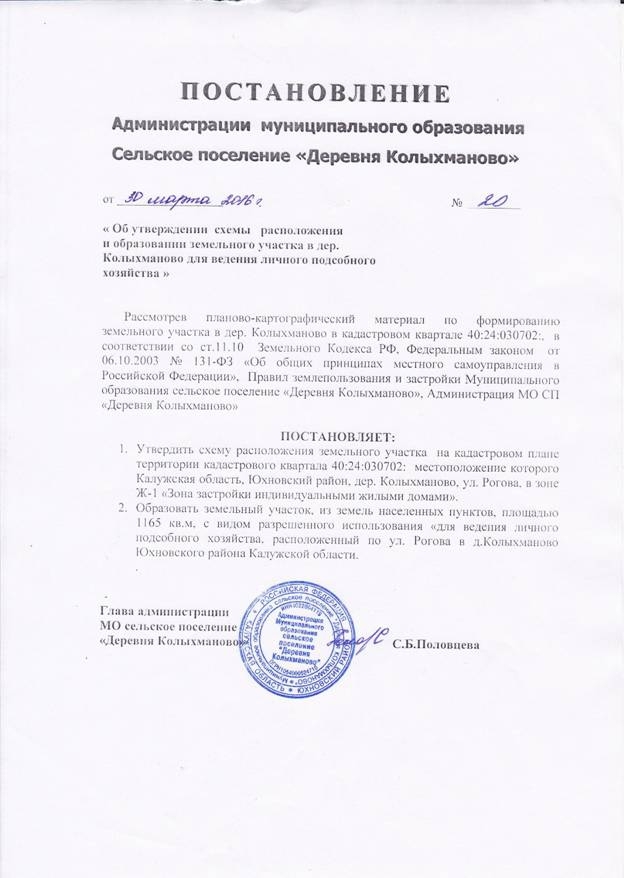 ПОСТАНОВЛЕНИЕ
Администрации муниципального образования
Сельское поселение «Деревня Колыхманово»
от 30 марта 2016 г. № 20
« Об утверждении схемы расположения
и образовании земельного участка в дер.
Колыхманово для ведения личного подсобного
хозяйства »
Рассмотрев планово-картографический материал по формированию
земельного участка в дер. Колыхманово в кадастровом квартале 40:24:030702:, в
соответствии со ст.11.10 Земельного Кодекса РФ, Федеральным законом от
06.10.2003 № 131-ФЗ «Об общих принципах местного самоуправления в
Российской Федерации», Правил землепользования и застройки Муниципального
образования сельское поселение «Деревня Колыхманово», Администрация МО СП
«Деревня Колыхманово»
ПОСТАНОВЛЯЕТ:
1. Утвердить схему расположения земельного участка на кадастровом плане
территории кадастрового квартала 40:24:030702: местоположение которого
Калужская область, Юхновский район, дер. Колыхманово, ул. Рогова, в зоне
Ж-1 «Зона застройки индивидуальными жилыми домами».
2. Образовать земельный участок, из земель населенных пунктов, площадью
1165 кв.м, с видом разрешенного использования «для ведения личного
подсобного хозяйства, расположенный по ул. Рогова в д.Колыхманово
Юхновского района Калужской области.
Глава администрации
МО сельское поселение
«Деревня Колыхманово»
С.Б.Половцева
РОССИЙСКАЯ ФЕДЕРАЦИЯ
КАЛУЖСКАЯ ОБЛАСТЬ * ЮХНОВСКИЙ РАЙОН
Администрация
Муниципального
образования
сельское
поселение
"Деревня
Колыхманово"